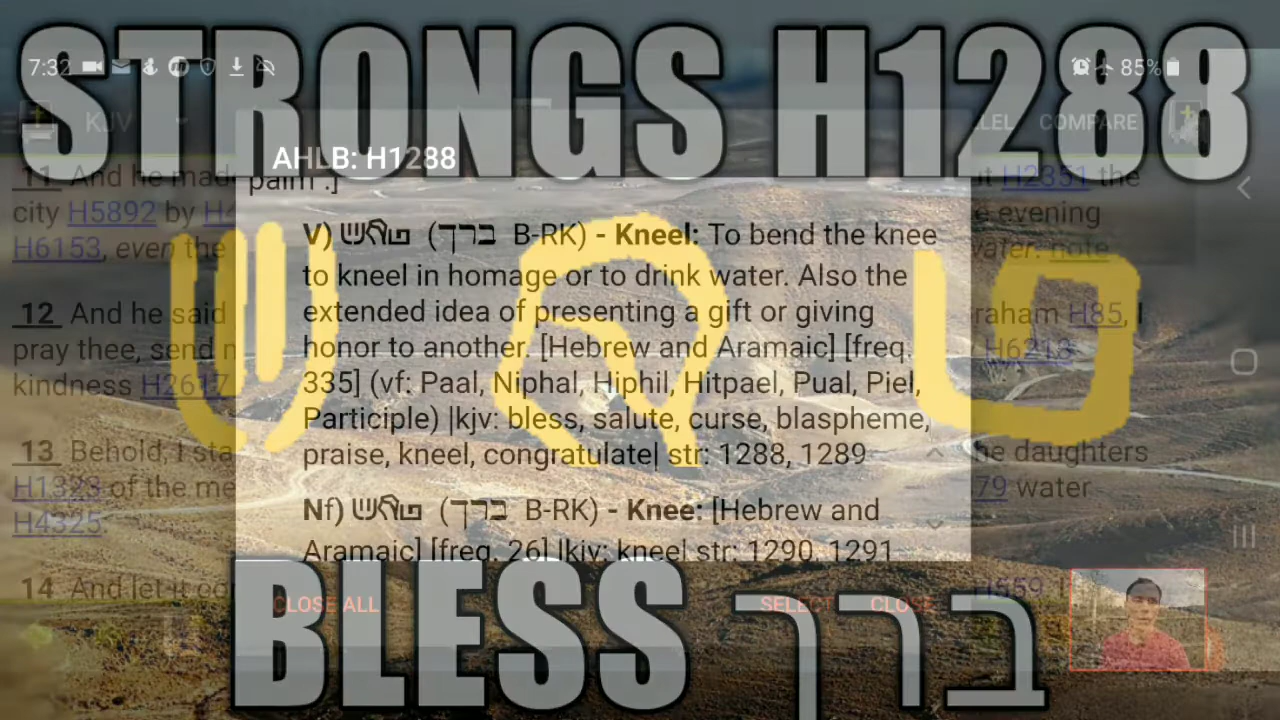 STRONGS H1288
7:32
85%
KJV
COMPARE
AHLB: H1288
11 And he made
palm .]
H2351 the
city H5892 by
evening
H6153, even the
water. note
V) (ברך B-RK) - Kneel: To bend the knee
to kneel in homage or to drink water. Also the
extended idea of presenting a gift or giving
honor to another. [Hebrew and Aramaic] [freq.
335] (vf: Paal, Niphal, Hiphil, Hitpael, Pual, Piel,
Participle) |kjv: bless, salute, curse, blaspheme,
praise, kneel, congratulate| str: 1288, 1289
12 And he said
H85, I
pray thee, send
H6213
kindness H2617
13 Behold, I
daughters
H1323 of the
water
H4325
Nf) (ברך B-RK) - Knee: [Hebrew and
Aramaic] [freq. 26] |kjv: kneel str: 1290, 1291
14 And let it
H559
CLOSE ALL
SELECT
CLOSE
BLESS ברך